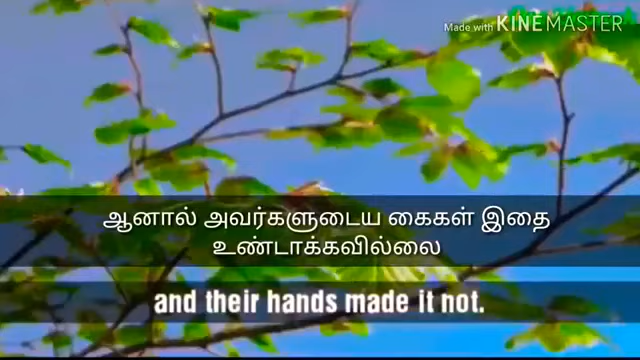 Made with KINEMASTER
ஆனால் அவர்களுடைய கைகள் இதை
உண்டாக்கவில்லை
and their hands made it not.